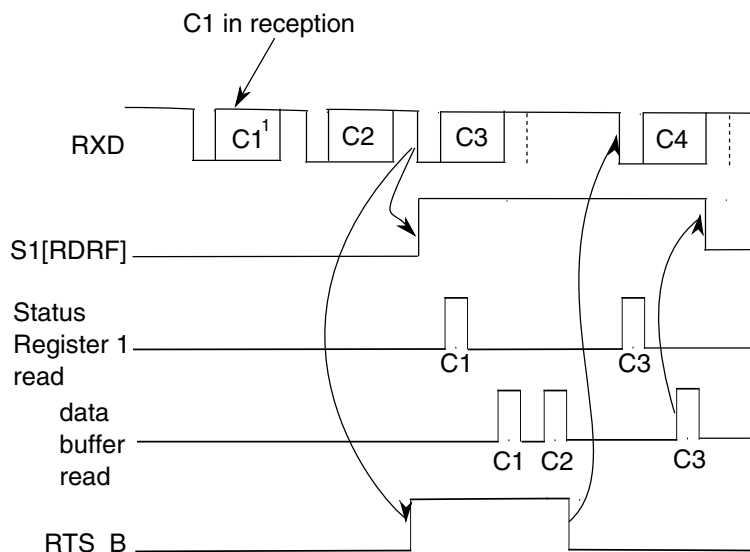 C1 in reception
RXD
C1 1
C2
C3
C4
S1[RDRF]
Status
Register 1
read
C1
C3
data
buffer
read
C1
C2
C3
RTS_B